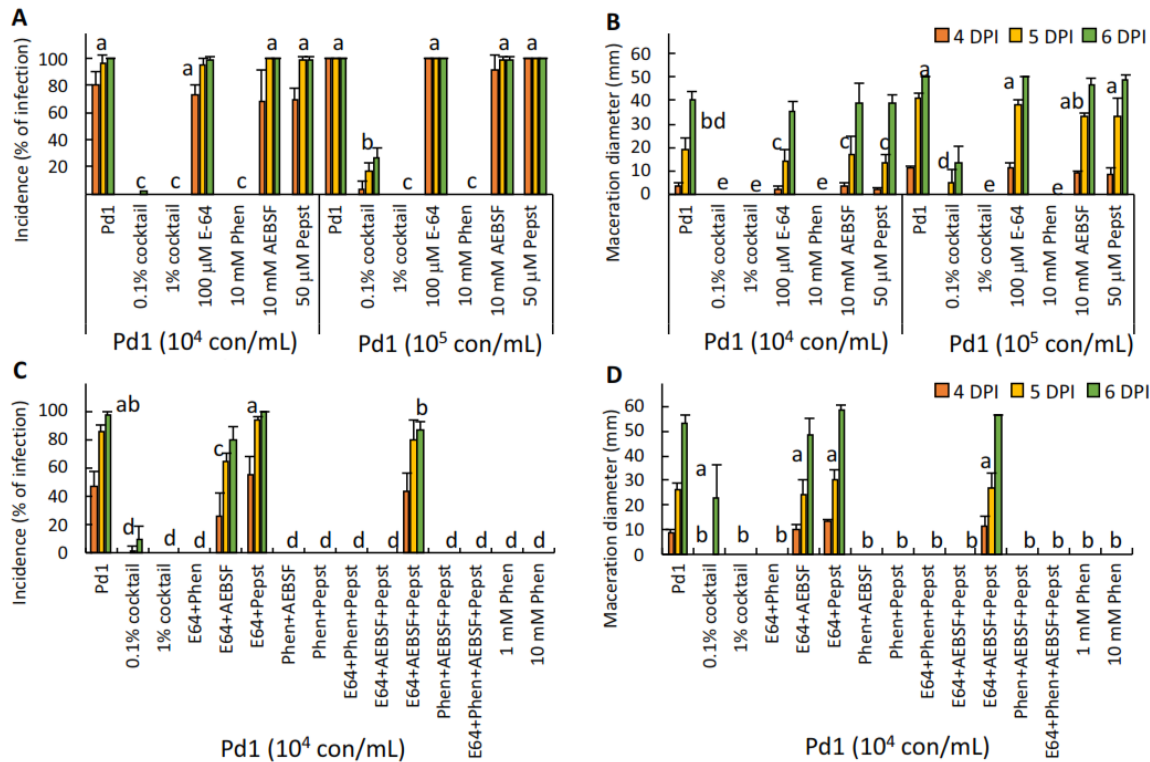 A
a
a
a
a
a
a
a
a
b
c
c
c
c
c
100
80
60
40
20
Incidence (% of infection)
Pd1
0.1% cocktail
1% cocktail
100 μM E-64
10 mM Phen
10 mM AEBSF
50 μM Pepst
Pd1
0.1% cocktail
1% cocktail
100 μM E-64
10 mM Phen
10 mM AEBSF
50 μM Pepst
Pd1 (10⁴ con/mL)
Pd1 (10⁵ con/mL)
B
4 DPI
5 DPI
6 DPI
60
50
40
30
20
10
0
Maceration diameter (mm)
bd
e
e
c
e
c
c
a
d
e
a
e
ab
a
Pd1
0.1% cocktail
1% cocktail
100 μM E-64
10 mM Phen
10 mM AEBSF
50 μM Pepst
Pd1
0.1% cocktail
1% cocktail
100 μM E-64
10 mM Phen
10 mM AEBSF
50 μM Pepst
Pd1 (10⁴ con/mL)
Pd1 (10⁵ con/mL)
C
100
80
60
40
20
0
Incidence (% of infection)
ab
d
d
d
c
a
d
d
d
d
b
d
d
d
d
Pd1
0.1% cocktail
1% cocktail
E64+Phen
E64+AEBSF
E64+Pepst
Phen+AEBSF
Phen+Pepst
E64+Phen+Pepst
E64+AEBSF+Pepst
E64+AEBSF+Pepst
Phen+AEBSF+Pepst
E64+Phen+AEBSF+Pepst
1 mM Phen
10 mM Phen
Pd1 (10⁴ con/mL)
D
4 DPI
5 DPI
6 DPI
60
50
40
30
20
10
0
Maceration diameter (mm)
a
b
b
b
a
a
b
b
b
b
a
b
b
b
b
Pd1
0.1% cocktail
1% cocktail
E64+Phen
E64+AEBSF
E64+Pepst
Phen+AEBSF
Phen+Pepst
E64+Phen+Pepst
E64+AEBSF+Pepst
E64+AEBSF+Pepst
Phen+AEBSF+Pepst
E64+Phen+AEBSF+Pepst
1 mM Phen
10 mM Phen
Pd1 (10⁴ con/mL)